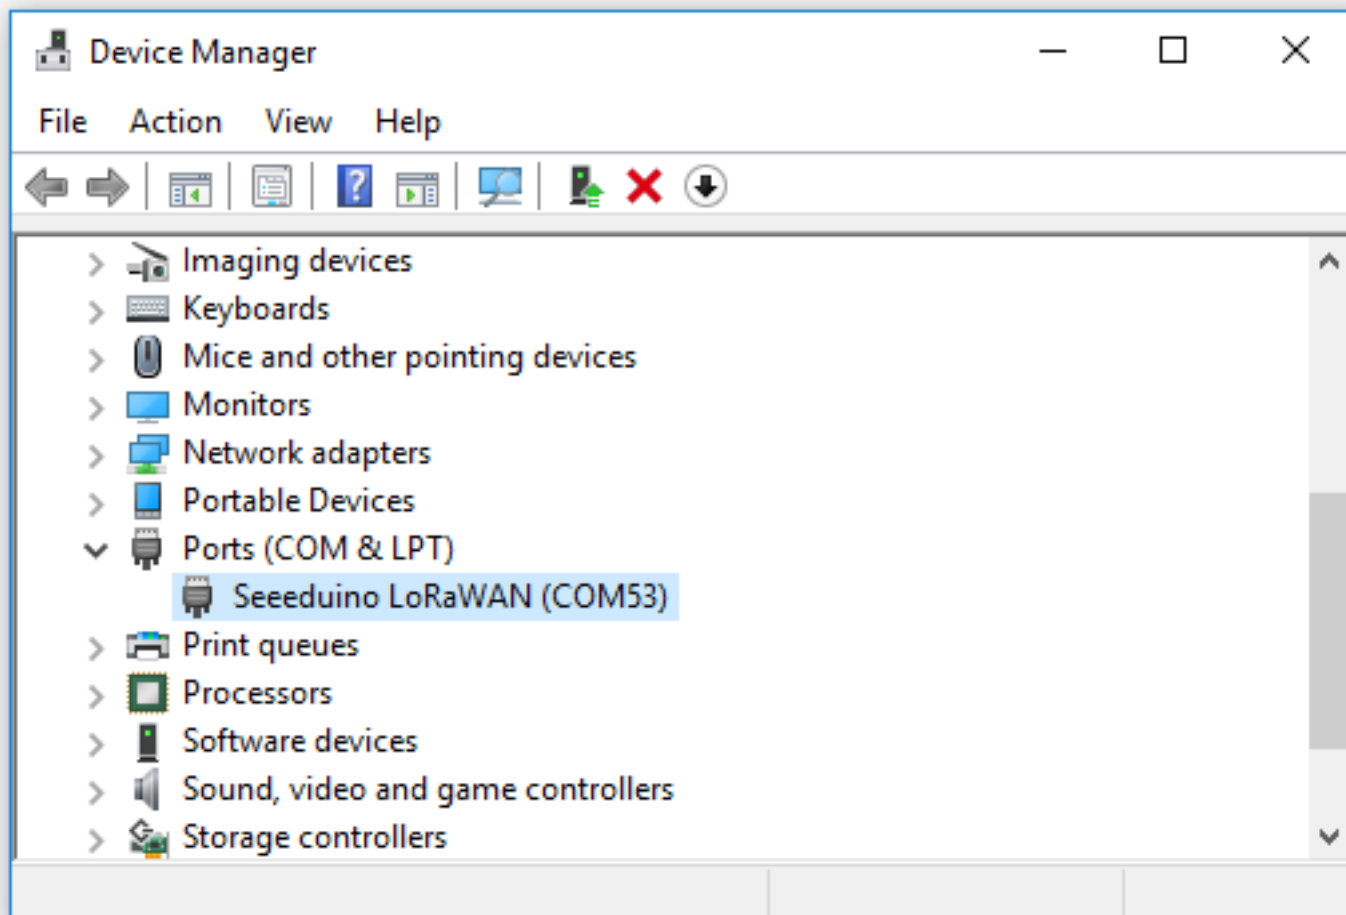 Device Manager
File Action View Help
Imaging devices
Keyboards
Mice and other pointing devices
Monitors
Network adapters
Portable Devices
Ports (COM & LPT)
Seeeduino LoRaWAN (COM53)
Print queues
Processors
Software devices
Sound, video and game controllers
Storage controllers